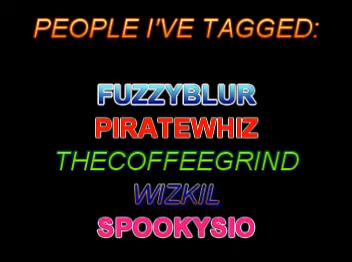 PEOPLE I'VE TAGGED:
FUZZYBLUR
PIRATEWHIZ
THECOFFEEGRIND
WIZKIL
SPOOKYSIO